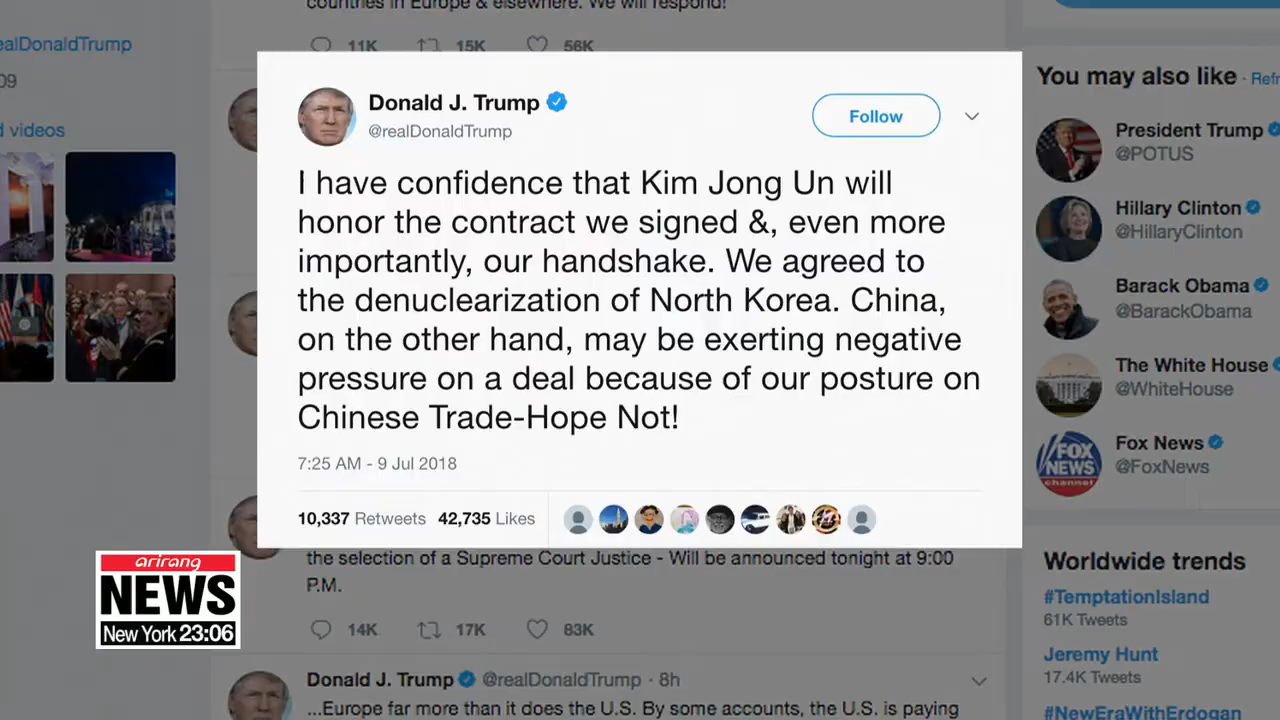 countries in Europe & elsewhere. We will respond!
11K 15K 56K
ealDonaldTrump
09
d videos
Donald J. Trump
@realDonaldTrump
Follow
I have confidence that Kim Jong Un will
honor the contract we signed &, even more
importantly, our handshake. We agreed to
the denuclearization of North Korea. China,
on the other hand, may be exerting negative
pressure on a deal because of our posture on
Chinese Trade-Hope Not!
7:25 AM - 9 Jul 2018
10,337 Retweets 42,735 Likes
the selection of a Supreme Court Justice - Will be announced tonight at 9:00
P.M.
14K 17K 83K
Donald J. Trump @realDonaldTrump · 8h
...Europe far more than it does the U.S. By some accounts, the U.S. is paying
You may also like · Refr
President Trump
@POTUS
Hillary Clinton
@HillaryClinton
Barack Obama
@BarackObama
The White House
@WhiteHouse
Fox News
@FoxNews
FOX
NEWS
channel
Worldwide trends
#TemptationIsland
61K Tweets
Jeremy Hunt
17.4K Tweets
#NewEraWithErdogan
arirang
NEWS
New York 23:06